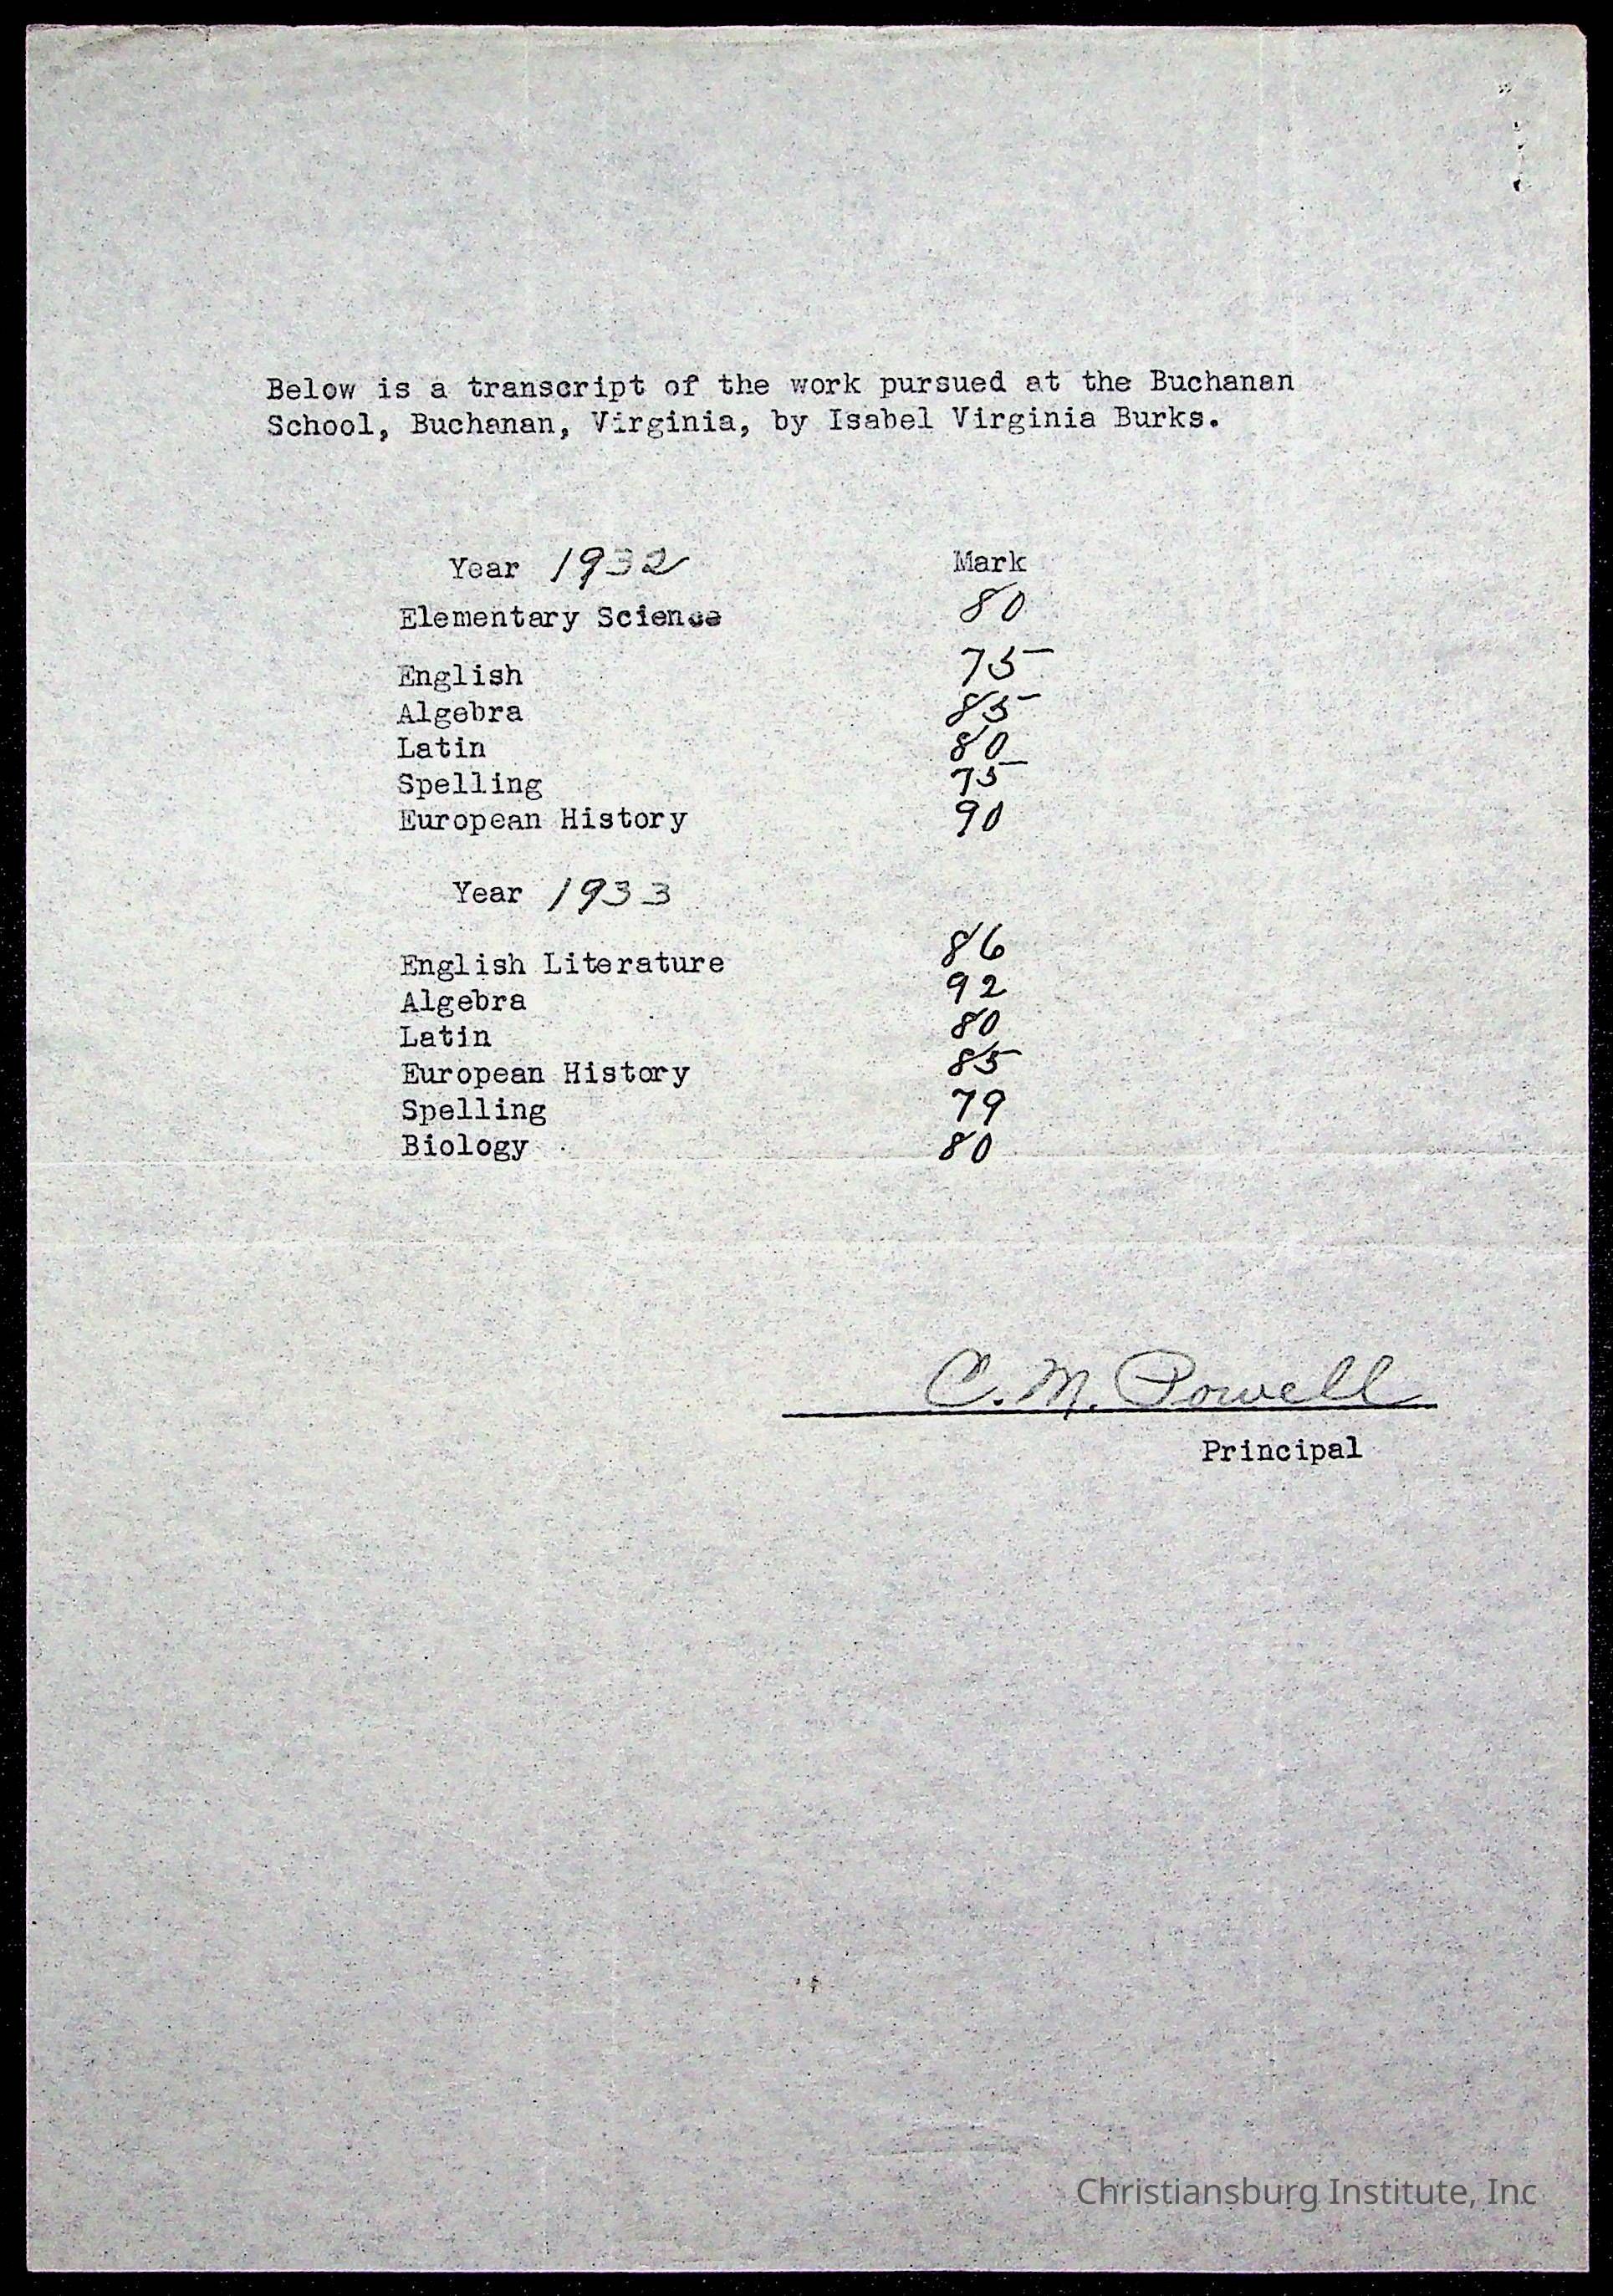 Below is a transcript of the work pursued at the Buchanan
School, Buchanan, Virginia, by Isabel Virginia Burks.
Year 1932 Mark
Elementary Science 80
English 75
Algebra 85
Latin 80
Spelling 75
European History 90
Year 1933
English Literature 86
Algebra 92
Latin 80
European History 85
Spelling 79
Biology 80
C. M. Powell
Principal
Christiansburg Institute, Inc